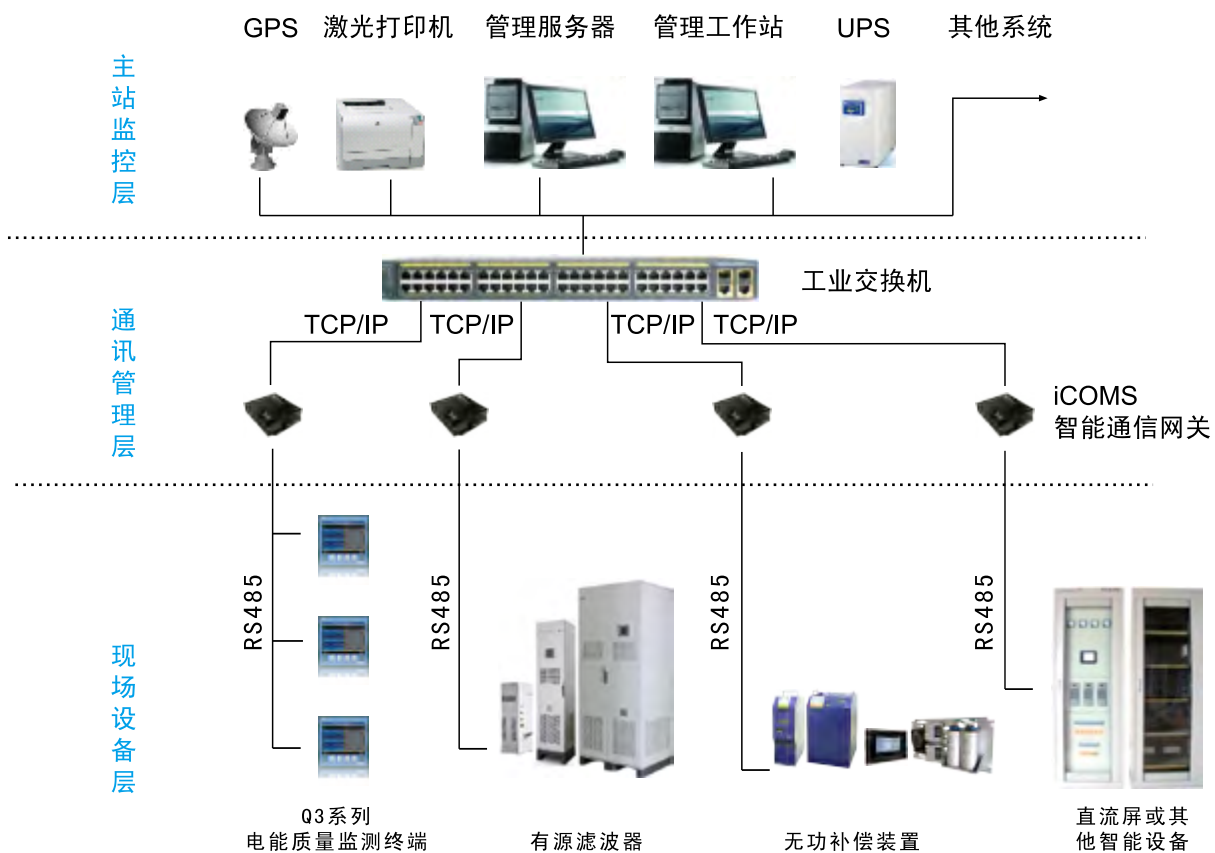 GPS 激光打印机 管理服务器 管理工作站 UPS 其他系统
主站监控层
工业交换机
TCP/IP TCP/IP TCP/IP TCP/IP
通讯管理层
iCOMS
智能通信网关
RS485 RS485 RS485 RS485
现场设备层
Q3系列
电能质量监测终端
有源滤波器
无功补偿装置
直流屏或其
他智能设备